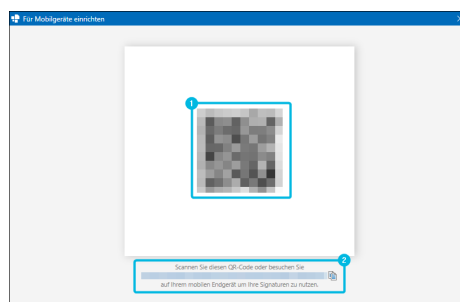 Für Mobilgeräte einrichten
1
2
Scannen Sie diesen QR-Code oder besuchen Sie
auf Ihrem mobilen Endgerät um Ihre Signaturen zu nutzen.